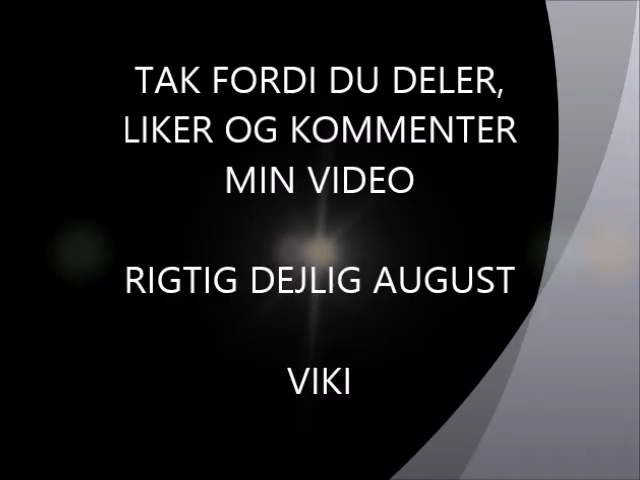 TAK FORDI DU DELER,
LIKER OG KOMMENTER
MIN VIDEO
RIGTIG DEJLIG AUGUST
VIKI